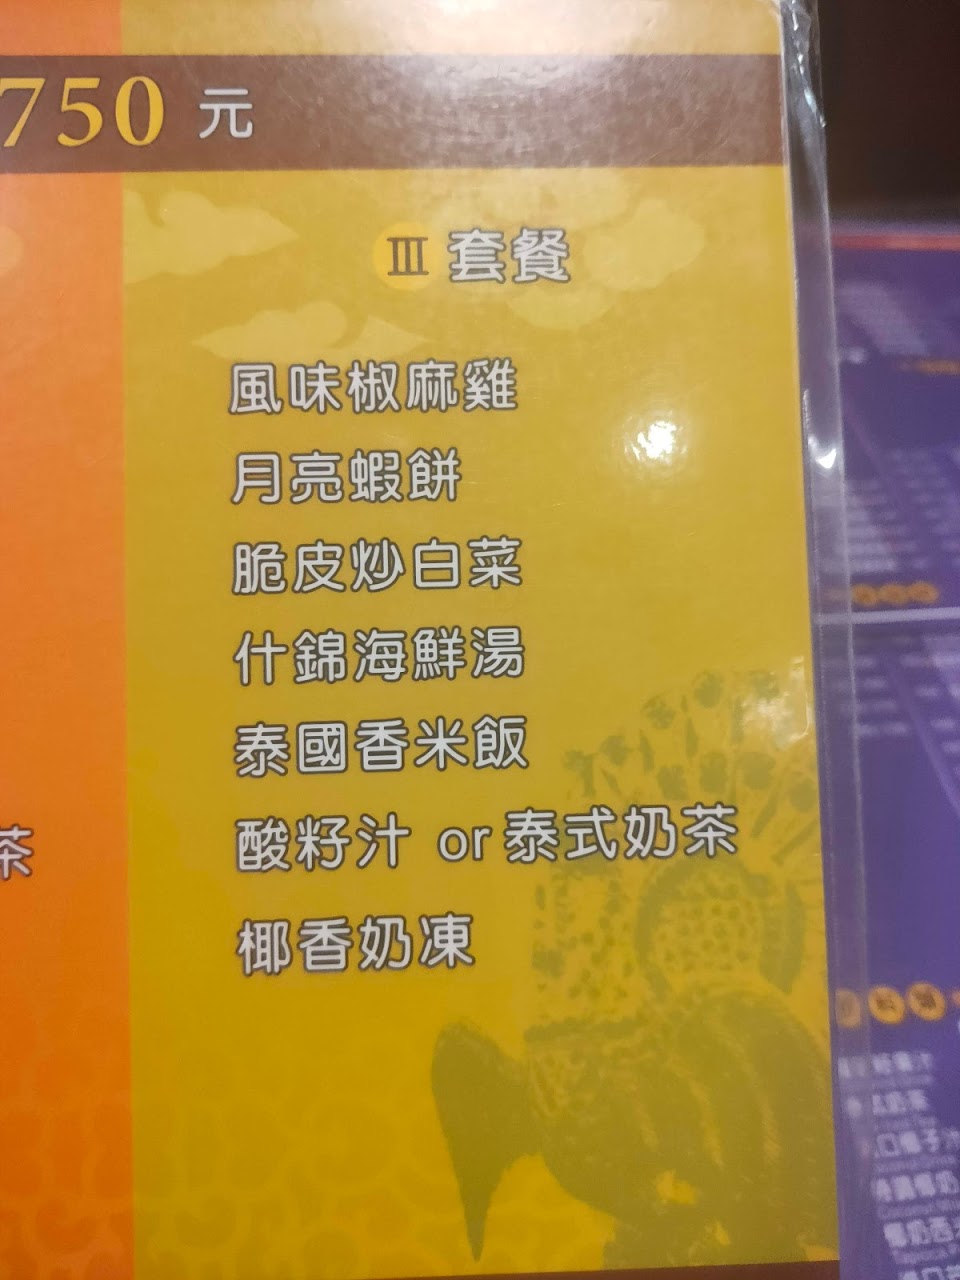 750 元
III 套餐
風味椒麻雞
月亮蝦餅
脆皮炒白菜
什錦海鮮湯
泰國香米飯
酸籽汁 or 泰式奶茶
椰香奶凍
茶